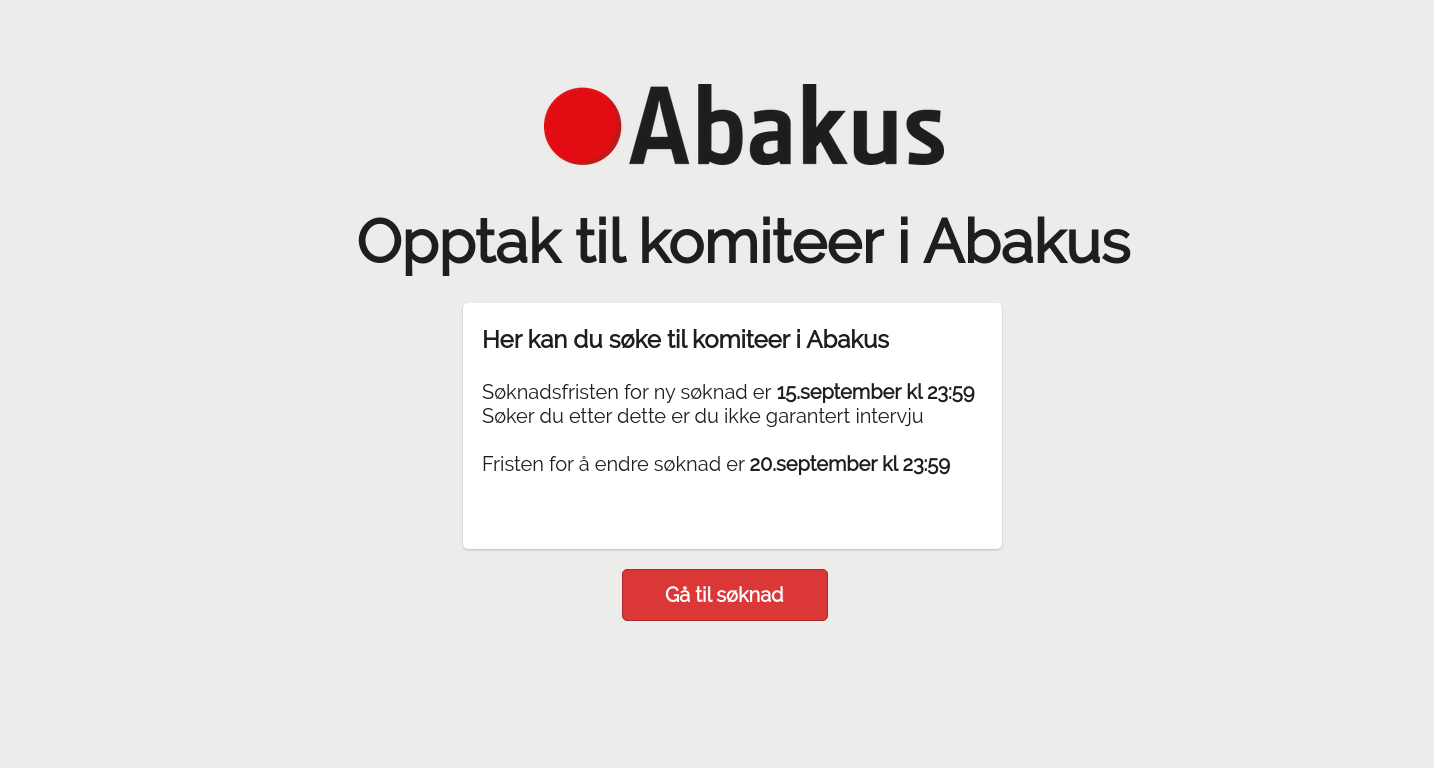 Abakus
Opptak til komiteer i Abakus
Her kan du søke til komiteer i Abakus
Søknadsfristen for ny søknad er 15.september kl 23:59
Søker du etter dette er du ikke garantert intervju
Fristen for å endre søknad er 20.september kl 23:59
Gå til søknad